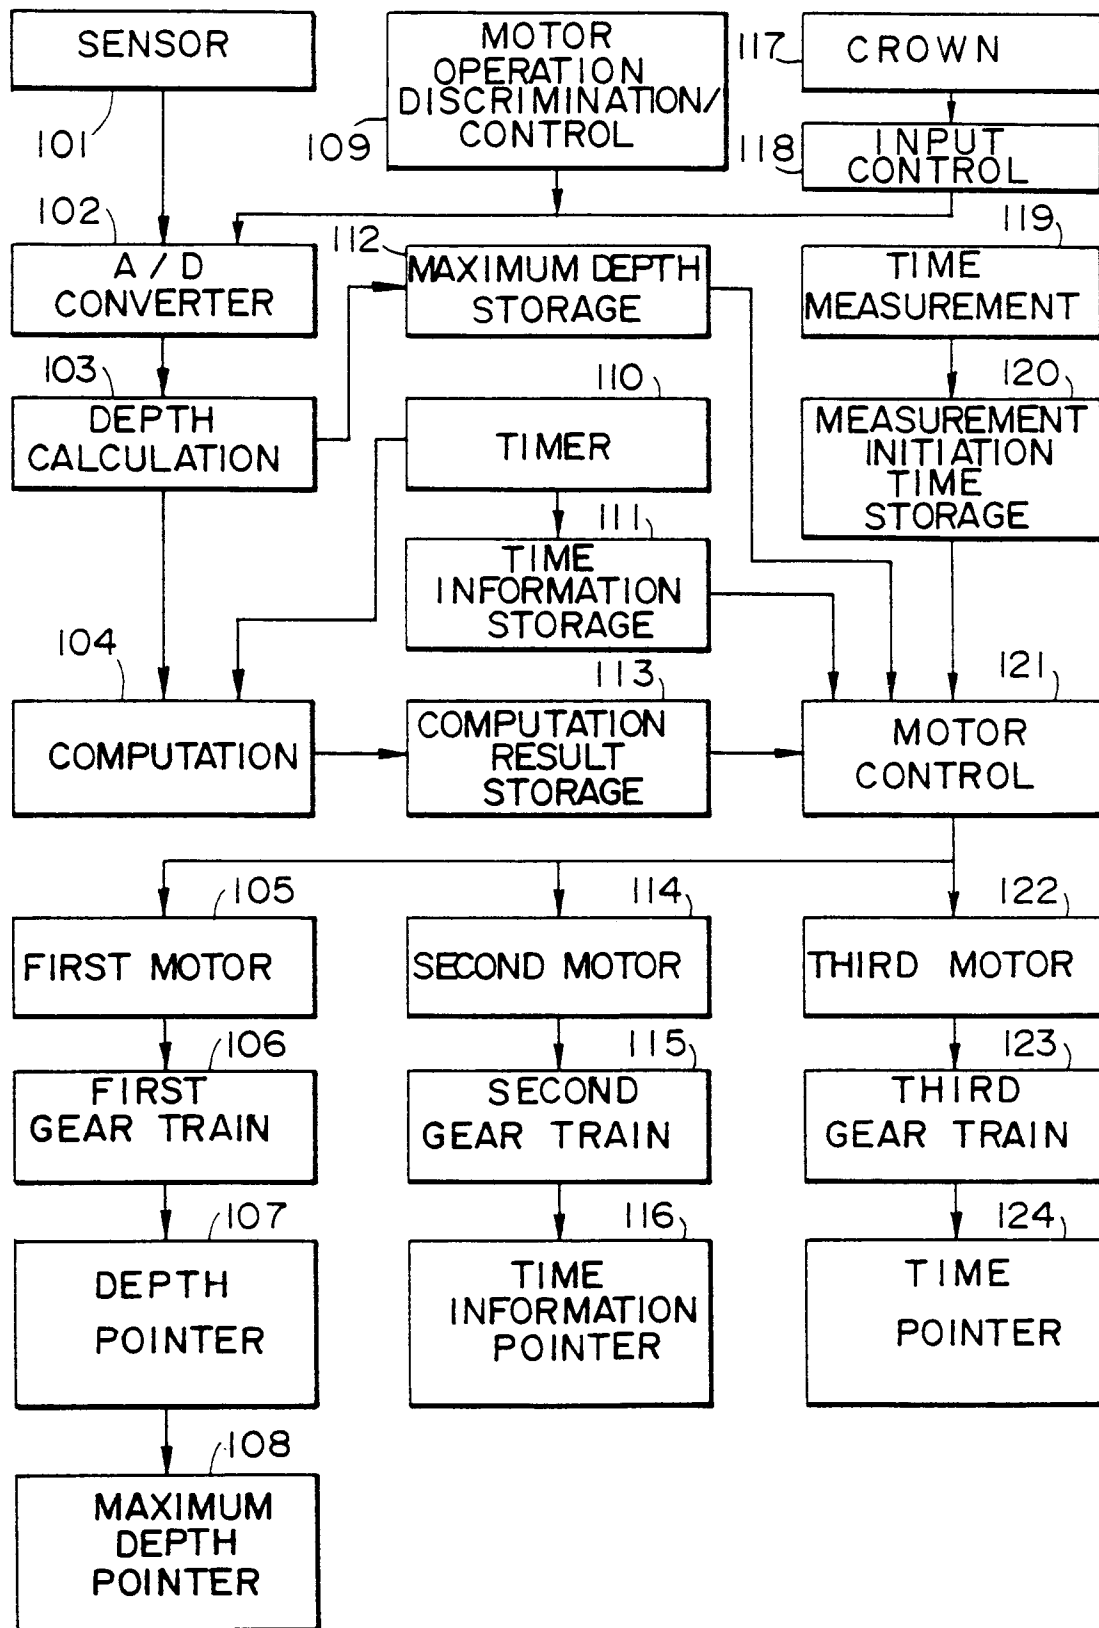 SENSOR
101
MOTOR
OPERATION
DISCRIMINATION/
CONTROL
109
117
CROWN
118
INPUT
CONTROL
102
A/D
CONVERTER
112
MAXIMUM DEPTH
STORAGE
119
TIME
MEASUREMENT
103
DEPTH
CALCULATION
110
TIMER
120
MEASUREMENT
INITIATION
TIME
STORAGE
111
TIME
INFORMATION
STORAGE
104
COMPUTATION
113
COMPUTATION
RESULT
STORAGE
121
MOTOR
CONTROL
105
FIRST MOTOR
114
SECOND MOTOR
122
THIRD MOTOR
106
FIRST
GEAR TRAIN
115
SECOND
GEAR TRAIN
123
THIRD
GEAR TRAIN
107
DEPTH
POINTER
116
TIME
INFORMATION
POINTER
124
TIME
POINTER
108
MAXIMUM
DEPTH
POINTER